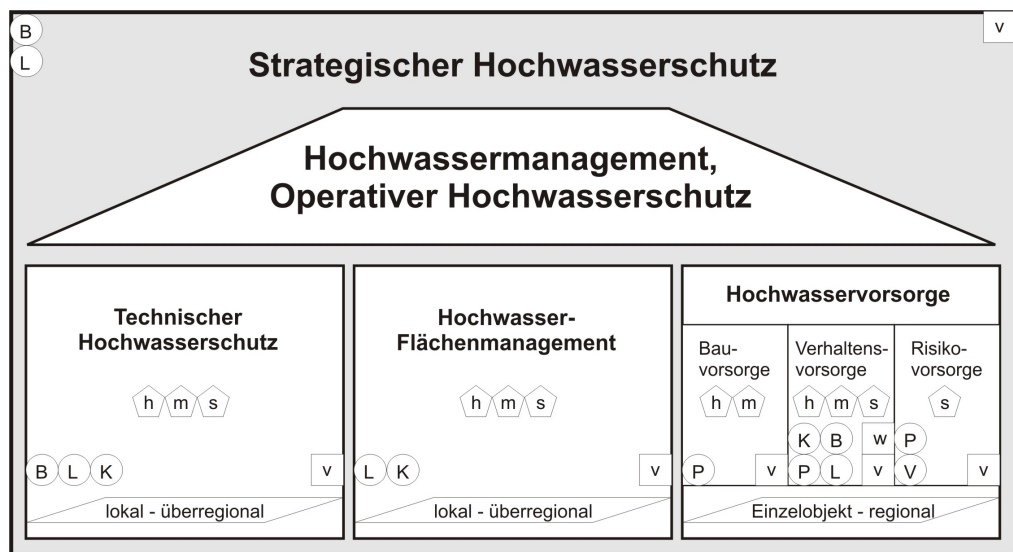 B
v
L
Strategischer Hochwasserschutz
Hochwassermanagement,
Operativer Hochwasserschutz
Technischer
Hochwasserschutz
h m s
B L K
v
lokal - überregional
Hochwasser-
Flächenmanagement
h m s
L K
v
lokal - überregional
Hochwasservorsorge
Bau-
vorsorge
h m
P
v
Verhaltens-
vorsorge
h m s
K B w
P L v
Risiko-
vorsorge
s
P
V
v
Einzelobjekt - regional